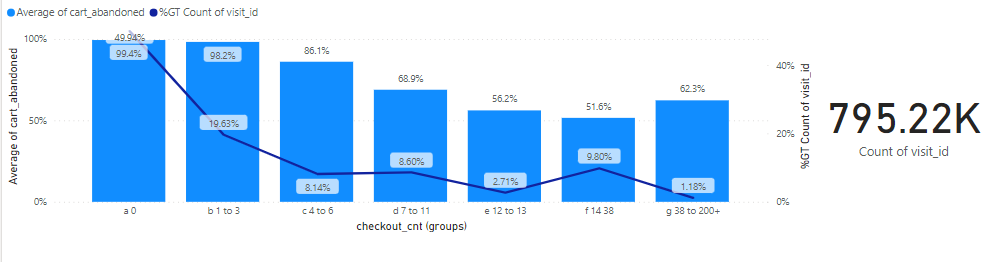 Average of cart_abandoned %GT Count of visit_id
Average of cart_abandoned
100%
50%
0%
49.94%
99.4%
98.2%
19.63%
86.1%
8.14%
68.9%
8.60%
56.2%
2.71%
51.6%
9.80%
62.3%
1.18%
40%
20%
0%
%GT Count of visit_id
a 0 b 1 to 3 c 4 to 6 d 7 to 11 e 12 to 13 f 14 38 g 38 to 200+
checkout_cnt (groups)
795.22K
Count of visit_id